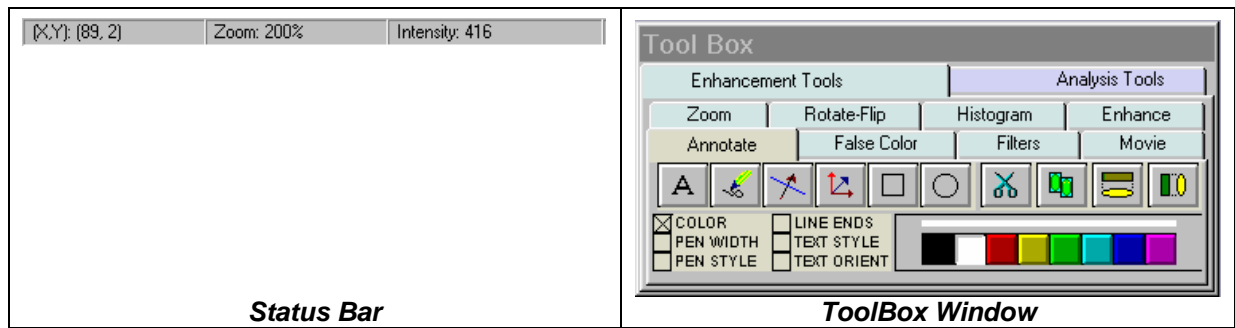 (X,Y): (89, 2) Zoom: 200% Intensity: 416
Status Bar
Tool Box
Enhancement Tools Analysis Tools
Zoom Rotate-Flip Histogram Enhance
Annotate False Color Filters Movie
A
COLOR LINE ENDS
PEN WIDTH TEXT STYLE
PEN STYLE TEXT ORIENT
ToolBox Window